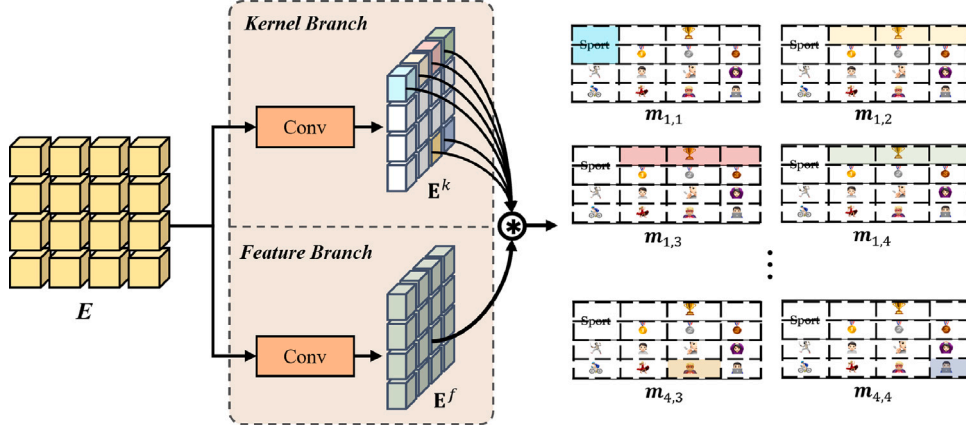 Kernel Branch
Conv
E^k
E
Feature Branch
Conv
E^f
Sport
m_{1,1}
Sport
m_{1,2}
Sport
m_{1,3}
Sport
m_{1,4}
Sport
m_{4,3}
Sport
m_{4,4}